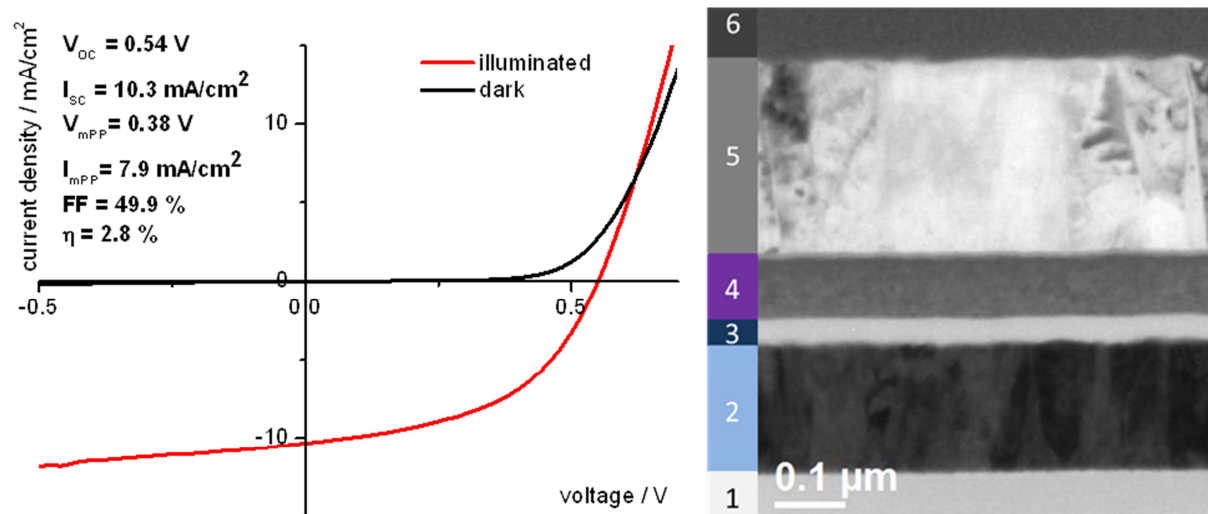 V_OC = 0.54 V
I_SC = 10.3 mA/cm²
V_mPP = 0.38 V
I_mPP = 7.9 mA/cm²
FF = 49.9 %
η = 2.8 %
current density / mA/cm²
illuminated
dark
10
0
-10
-0.5
0.0
0.5
voltage / V
6
5
4
3
2
1
0.1 µm